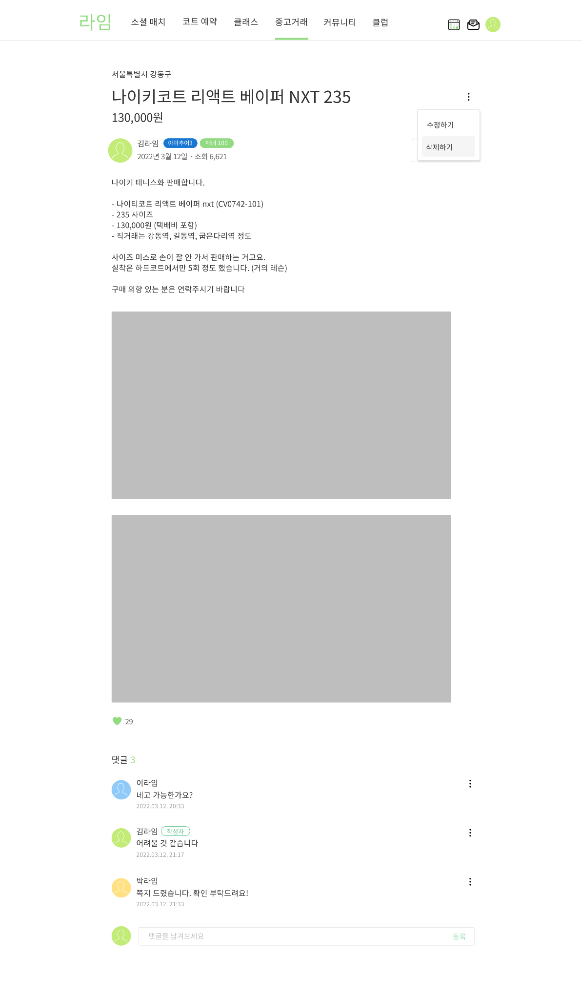 라임 소셜 매치 코트 예약 클래스 중고거래 커뮤니티 클럽
서울특별시 강동구
나이키코트 리액트 베이퍼 NXT 235
130,000원
수정하기
삭제하기
김라임 아마추어3 매너 100
2022년 3월 12일 · 조회 6,621
나이키 테니스화 판매합니다.
- 나이티코트 리액트 베이퍼 nxt (CV0742-101)
- 235 사이즈
- 130,000원 (택배비 포함)
- 직거래는 강동역, 길동역, 굽은다리역 정도
사이즈 미스로 손이 잘 안 가서 판매하는 거고요.
실착은 하드코트에서만 5회 정도 했습니다. (거의 레슨)
구매 의향 있는 분은 연락주시기 바랍니다
29
댓글 3
이라임
네고 가능한가요?
2022.03.12. 20:33
김라임 작성자
어려울 것 같습니다
2022.03.12. 21:17
박라임
쪽지 드렸습니다. 확인 부탁드려요!
2022.03.12. 21:33
댓글을 남겨보세요 등록